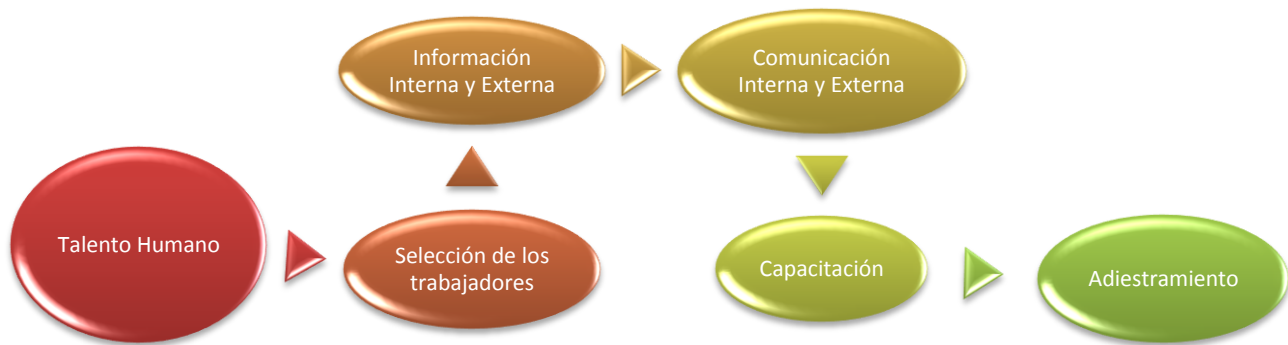 Talento Humano
Selección de los
trabajadores
Información
Interna y Externa
Comunicación
Interna y Externa
Capacitación
Adiestramiento